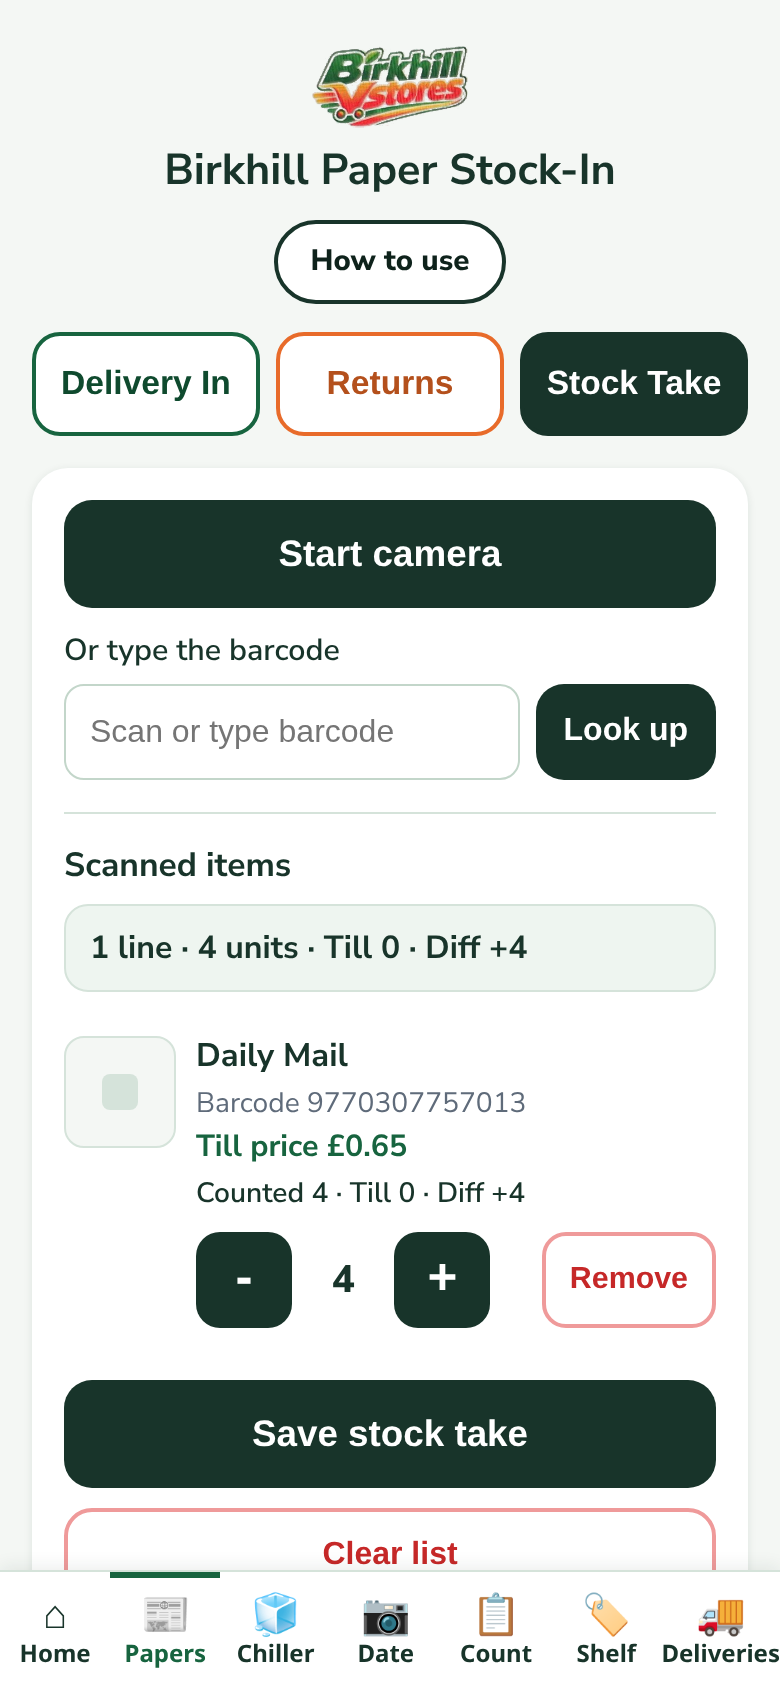 Birkhill
Vstores
Birkhill Paper Stock-In
How to use
Delivery In
Returns
Stock Take
Start camera
Or type the barcode
Scan or type barcode
Look up
Scanned items
1 line · 4 units · Till 0 · Diff +4
Daily Mail
Barcode 9770307757013
Till price £0.65
Counted 4 · Till 0 · Diff +4
- 4 +
Remove
Save stock take
Clear list
Home Papers Chiller Date Count Shelf Deliveries